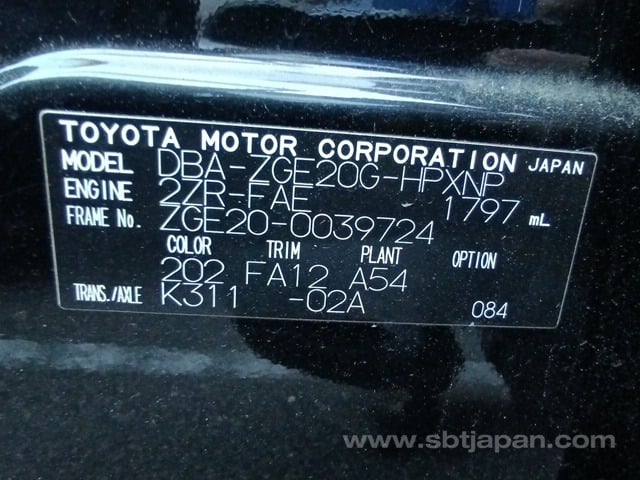 TOYOTA MOTOR CORPORATION JAPAN
MODEL DBA-ZGE20G-HPXNP
ENGINE 2ZR-FAE 1797 mL
FRAME No. ZGE20-0039724
COLOR TRIM PLANT OPTION
202 FA12 A54
TRANS./AXLE K311 -02A 084
www.sbtjapan.com